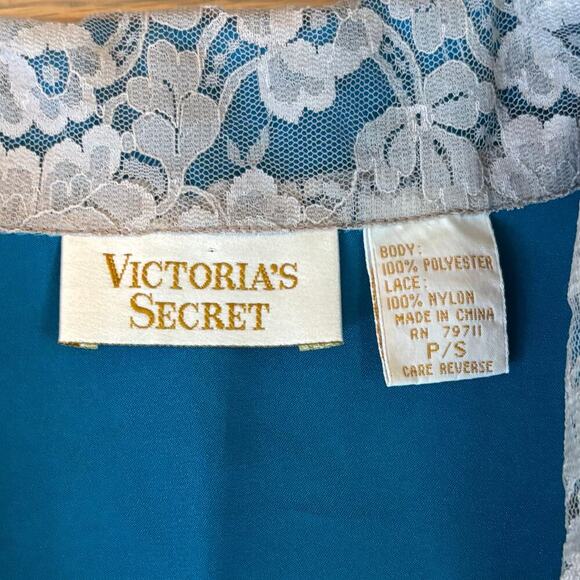 VICTORIA'S
SECRET
BODY:
100% POLYESTER
LACE:
100% NYLON
MADE IN CHINA
RN 79711
P/S
CARE REVERSE